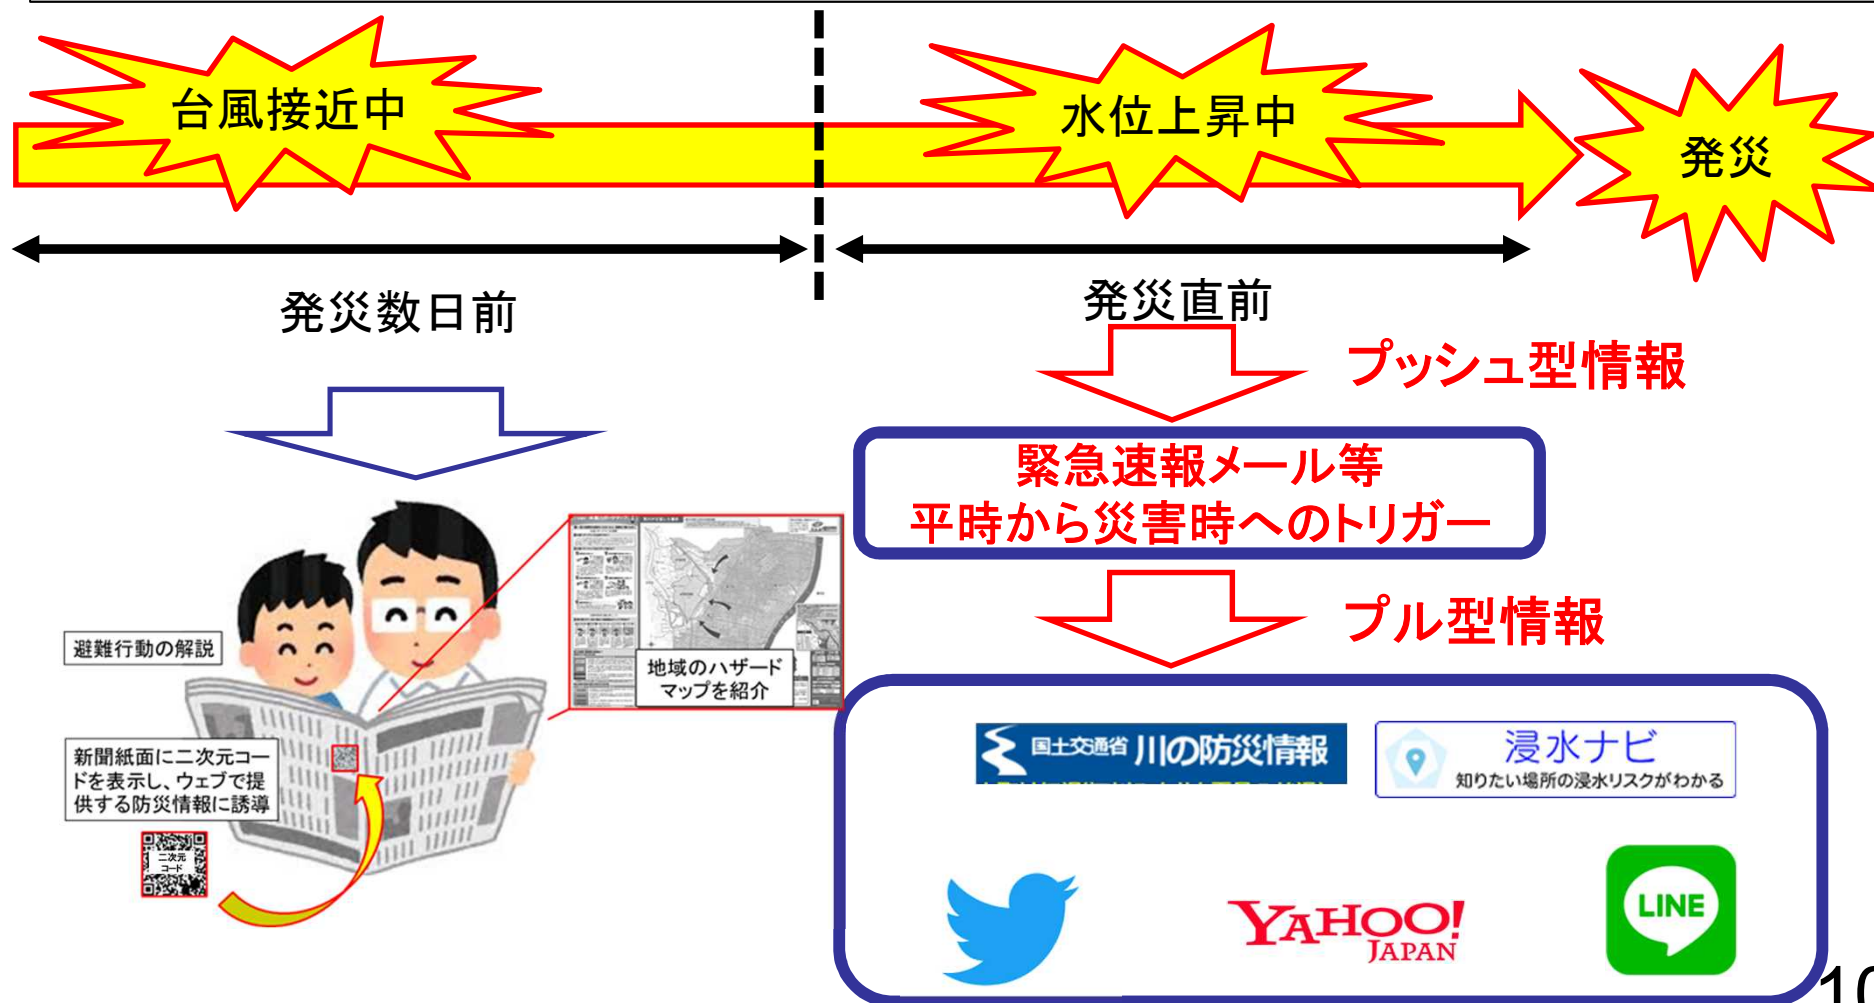 台風接近中
水位上昇中
発災
発災数日前
発災直前
プッシュ型情報
緊急速報メール等
平時から災害時へのトリガー
プル型情報
避難行動の解説
地域のハザード
マップを紹介
新聞紙面に二次元コー
ドを表示し、ウェブで提
供する防災情報に誘導
二次元
コード
国土交通省 川の防災情報
浸水ナビ
知りたい場所の浸水リスクがわかる
YAHOO!
JAPAN
LINE
10